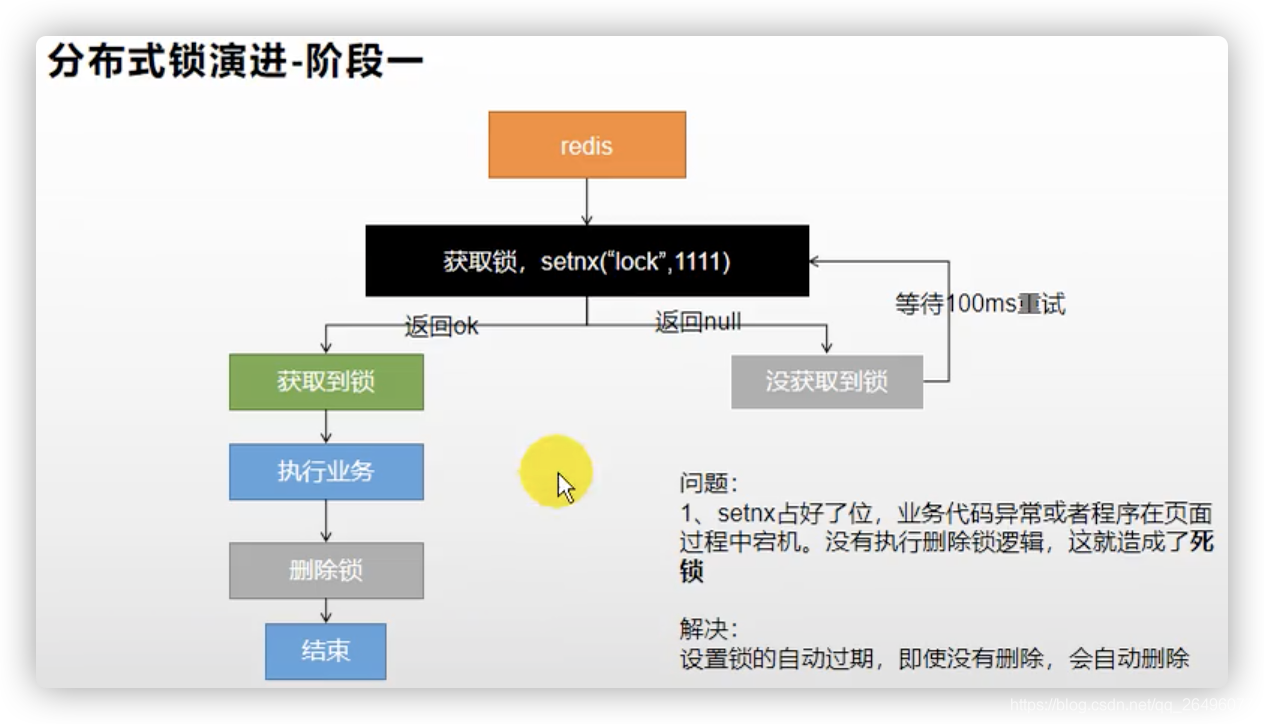 分布式锁演进-阶段一
redis
获取锁，setnx(“lock”,1111)
等待100ms重试
返回ok
返回null
获取到锁
没获取到锁
执行业务
删除锁
结束
问题：
1、setnx占好了位，业务代码异常或者程序在页面
过程中宕机。没有执行删除锁逻辑，这就造成了死
锁
解决：
设置锁的自动过期，即使没有删除，会自动删除